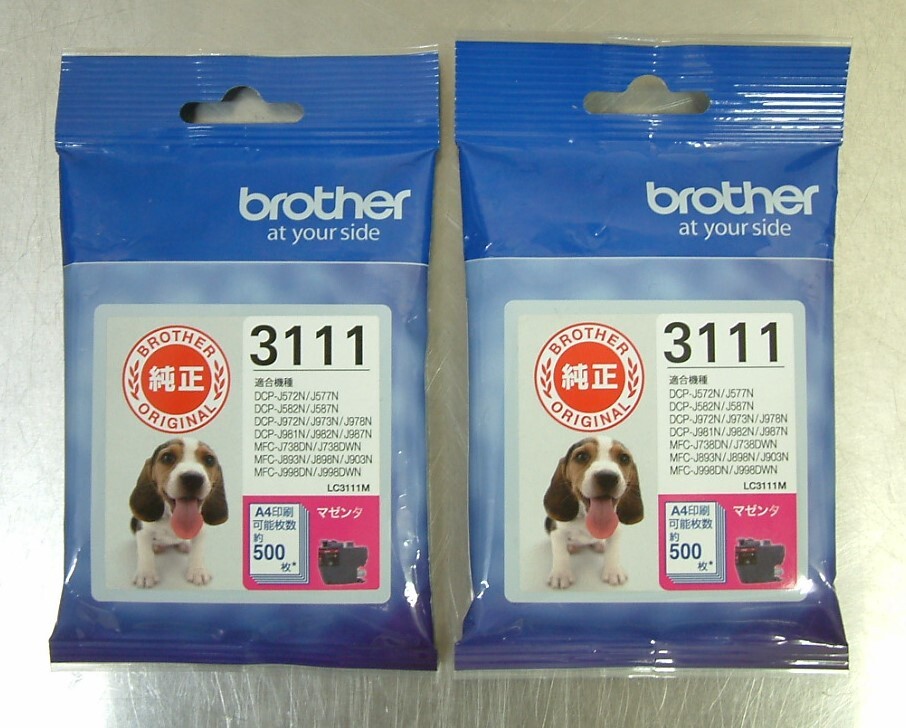 brother
at your side
BROTHER
純正
ORIGINAL
3111
適合機種
DCP-J572N/J577N
DCP-J582N/J587N
DCP-J972N/J973N/J978N
DCP-J981N/J982N/J987N
MFC-J738DN/J738DWN
MFC-J893N/J898N/J903N
MFC-J998DN/J998DWN
LC3111M
A4印刷
可能枚数
約
500
枚*
マゼンタ
brother
at your side
BROTHER
純正
ORIGINAL
3111
適合機種
DCP-J572N/J577N
DCP-J582N/J587N
DCP-J972N/J973N/J978N
DCP-J981N/J982N/J987N
MFC-J738DN/J738DWN
MFC-J893N/J898N/J903N
MFC-J998DN/J998DWN
LC3111M
A4印刷
可能枚数
約
500
枚*
マゼンタ